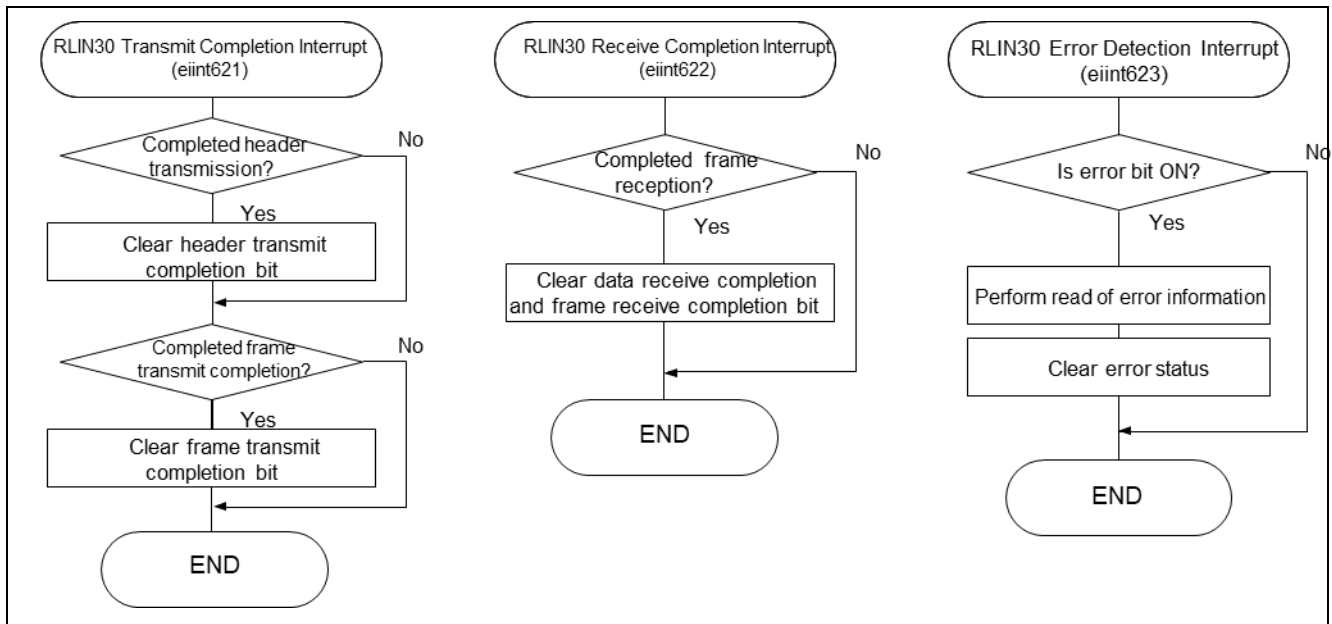 RLIN30 Transmit Completion Interrupt
(eiint621)
Completed header
transmission?
No
Yes
Clear header transmit
completion bit
Completed frame
transmit completion?
No
Yes
Clear frame transmit
completion bit
END
RLIN30 Receive Completion Interrupt
(eiint622)
Completed frame
reception?
No
Yes
Clear data receive completion
and frame receive completion bit
END
RLIN30 Error Detection Interrupt
(eiint623)
Is error bit ON?
No
Yes
Perform read of error information
Clear error status
END